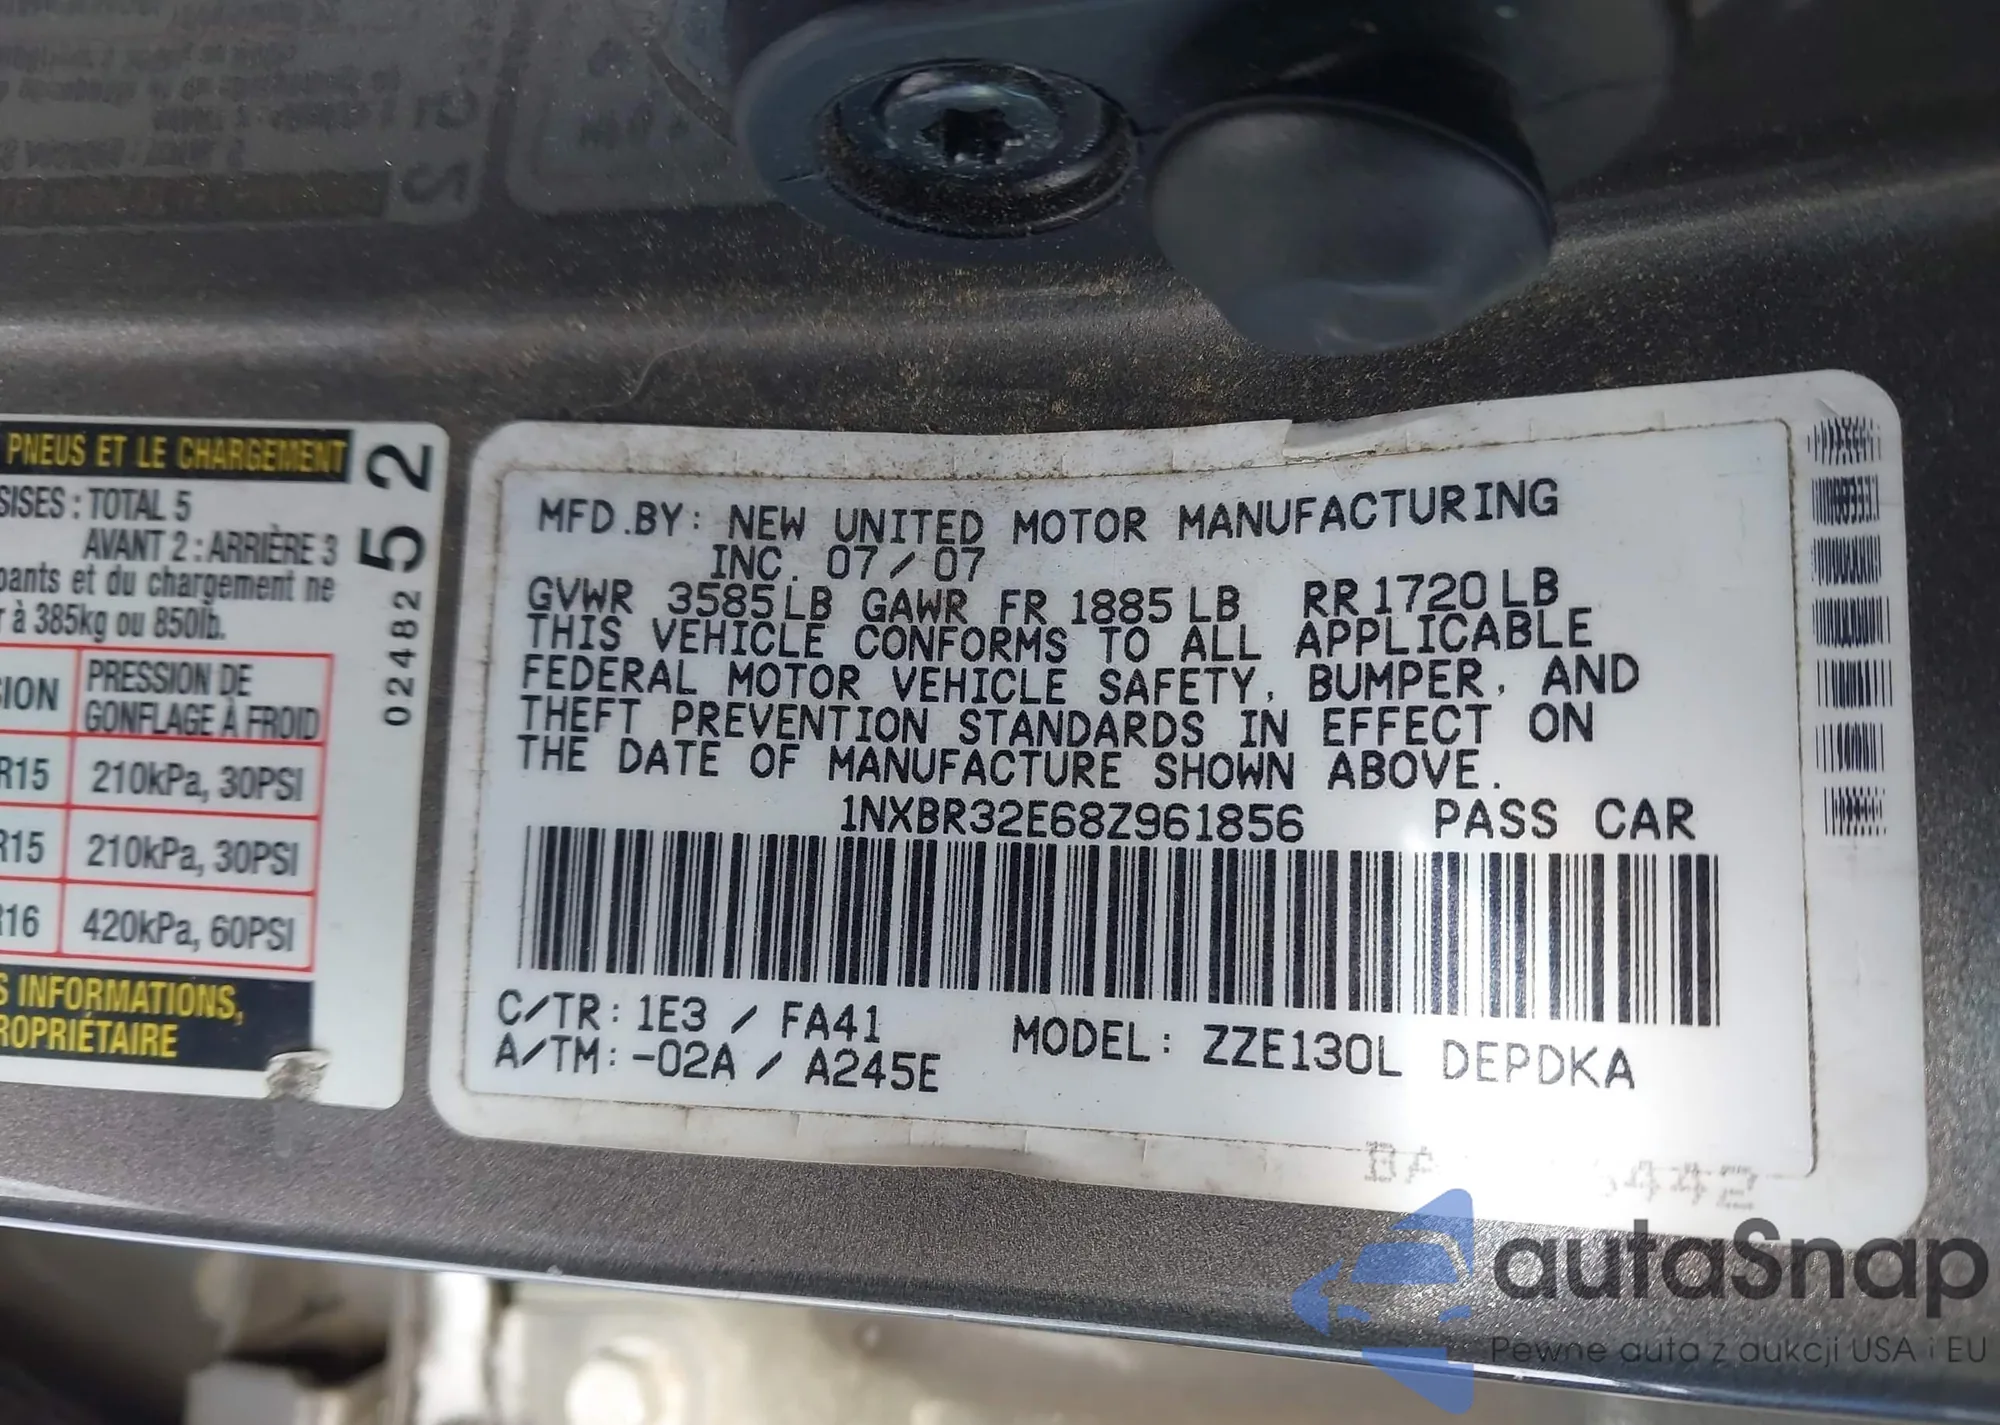 PNEUS ET LE CHARGEMENT
SISES : TOTAL 5
AVANT 2 : ARRIÈRE 3
pants et du chargement ne
r à 385kg ou 850lb.
SION
PRESSION DE
GONFLAGE À FROID
R15
210kPa, 30PSI
R15
210kPa, 30PSI
R16
420kPa, 60PSI
S INFORMATIONS,
ROPRIÉTAIRE
02482 52
MFD.BY: NEW UNITED MOTOR MANUFACTURING
INC. 07/07
GVWR 3585LB GAWR FR 1885LB RR 1720LB
THIS VEHICLE CONFORMS TO ALL APPLICABLE
FEDERAL MOTOR VEHICLE SAFETY, BUMPER, AND
THEFT PREVENTION STANDARDS IN EFFECT ON
THE DATE OF MANUFACTURE SHOWN ABOVE.
1NXBR32E68Z961856 PASS CAR
C/TR: 1E3 / FA41
A/TM: -02A / A245E
MODEL: ZZE130L DEPDKA
autaSnap
Pewne auta z aukcji USA i EU